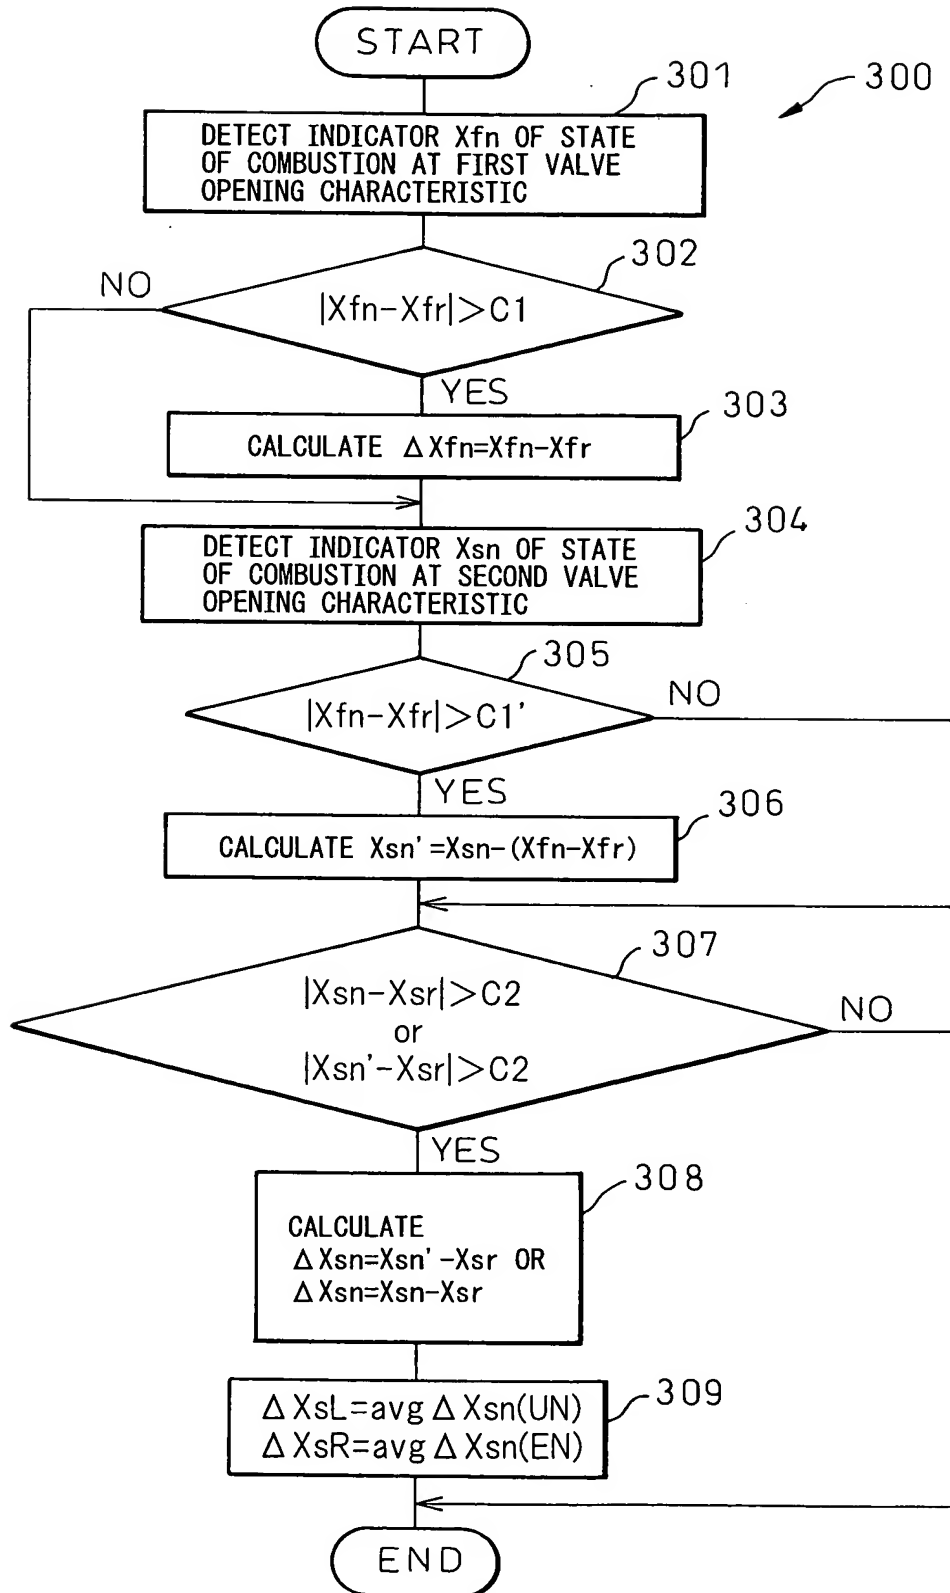 START
301
300
DETECT INDICATOR Xfn OF STATE
OF COMBUSTION AT FIRST VALVE
OPENING CHARACTERISTIC
302
NO
|Xfn-Xfr|>C1
YES
303
CALCULATE ΔXfn=Xfn-Xfr
304
DETECT INDICATOR Xsn OF STATE
OF COMBUSTION AT SECOND VALVE
OPENING CHARACTERISTIC
305
NO
|Xfn-Xfr|>C1'
YES
306
CALCULATE Xsn'=Xsn-(Xfn-Xfr)
307
|Xsn-Xsr|>C2
or
|Xsn'-Xsr|>C2
NO
YES
308
CALCULATE
ΔXsn=Xsn'-Xsr OR
ΔXsn=Xsn-Xsr
309
ΔXsL=avg ΔXsn(UN)
ΔXsR=avg ΔXsn(EN)
END